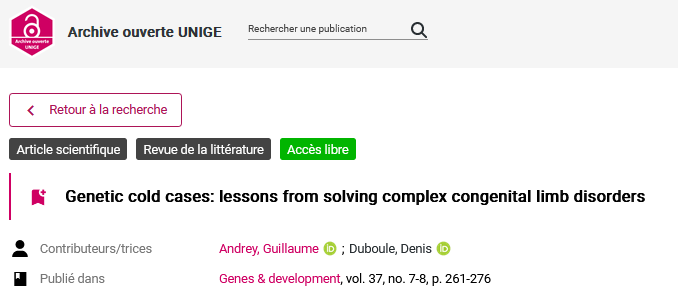 Archive ouverte
UNIGE
Archive ouverte UNIGE
Rechercher une publication
Retour à la recherche
Article scientifique Revue de la littérature Accès libre
Genetic cold cases: lessons from solving complex congenital limb disorders
Contributeurs/trices Andrey, Guillaume iD ; Duboule, Denis iD
Publié dans Genes & development, vol. 37, no. 7-8, p. 261-276